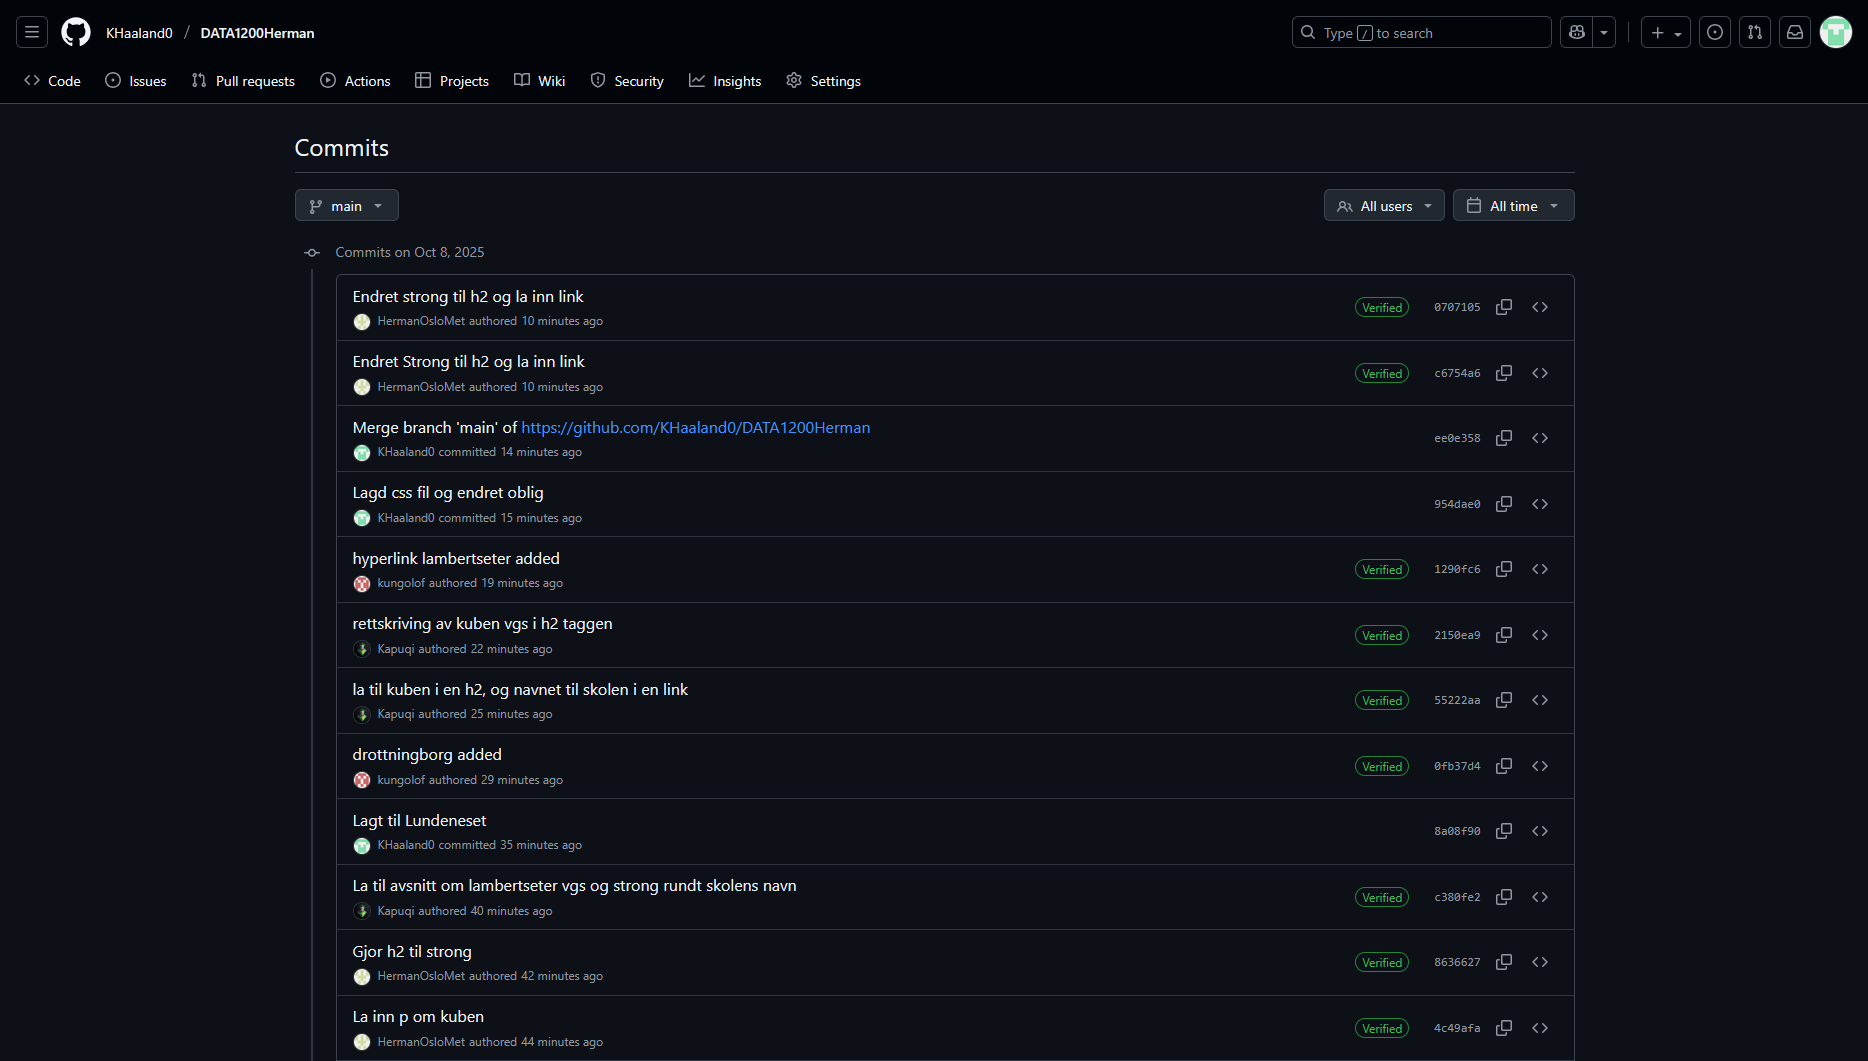 KHaaland0 / DATA1200Herman
Type / to search
Code Issues Pull requests Actions Projects Wiki Security Insights Settings
Commits
main All users All time
Commits on Oct 8, 2025
Endret strong til h2 og la inn link
HermanOsloMet authored 10 minutes ago
Verified 0707105
Endret Strong til h2 og la inn link
HermanOsloMet authored 10 minutes ago
Verified c6754a6
Merge branch 'main' of https://github.com/KHaaland0/DATA1200Herman
KHaaland0 committed 14 minutes ago
ee0e358
Lagd css fil og endret oblig
KHaaland0 committed 15 minutes ago
954dae0
hyperlink lambertseter added
kungolof authored 19 minutes ago
Verified 1290fc6
rettskriving av kuben vgs i h2 taggen
Kapuqi authored 22 minutes ago
Verified 2150ea9
la til kuben i en h2, og navnet til skolen i en link
Kapuqi authored 25 minutes ago
Verified 55222aa
drottningborg added
kungolof authored 29 minutes ago
Verified 0fb37d4
Lagt til Lundeneset
KHaaland0 committed 35 minutes ago
8a08f90
La til avsnitt om lambertseter vgs og strong rundt skolens navn
Kapuqi authored 40 minutes ago
Verified c380fe2
Gjor h2 til strong
HermanOsloMet authored 42 minutes ago
Verified 8636627
La inn p om kuben
HermanOsloMet authored 44 minutes ago
Verified 4c49afa